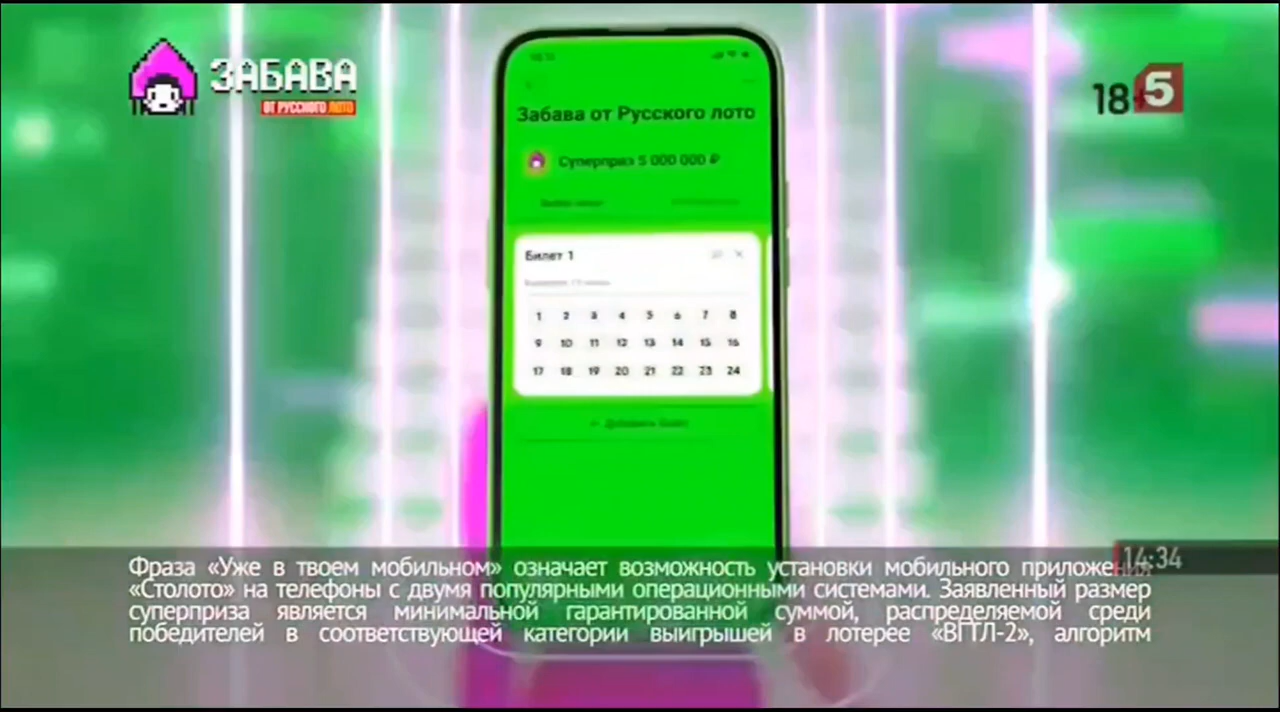 ЗАБАВА
ОТ РУССКОГО ЛОТО
18+
5
Забава от Русского лото
Суперприз 5 000 000 ₽
Билет 1
1 2 3 4 5 6 7 8
9 10 11 12 13 14 15 16
17 18 19 20 21 22 23 24
Добавить билет
14:34
Фраза «Уже в твоем мобильном» означает возможность установки мобильного приложения
«Столото» на телефоны с двумя популярными операционными системами. Заявленный размер
суперприза является минимальной гарантированной суммой, распределяемой среди
победителей в соответствующей категории выигрышей в лотерее «ВГТЛ-2», алгоритм